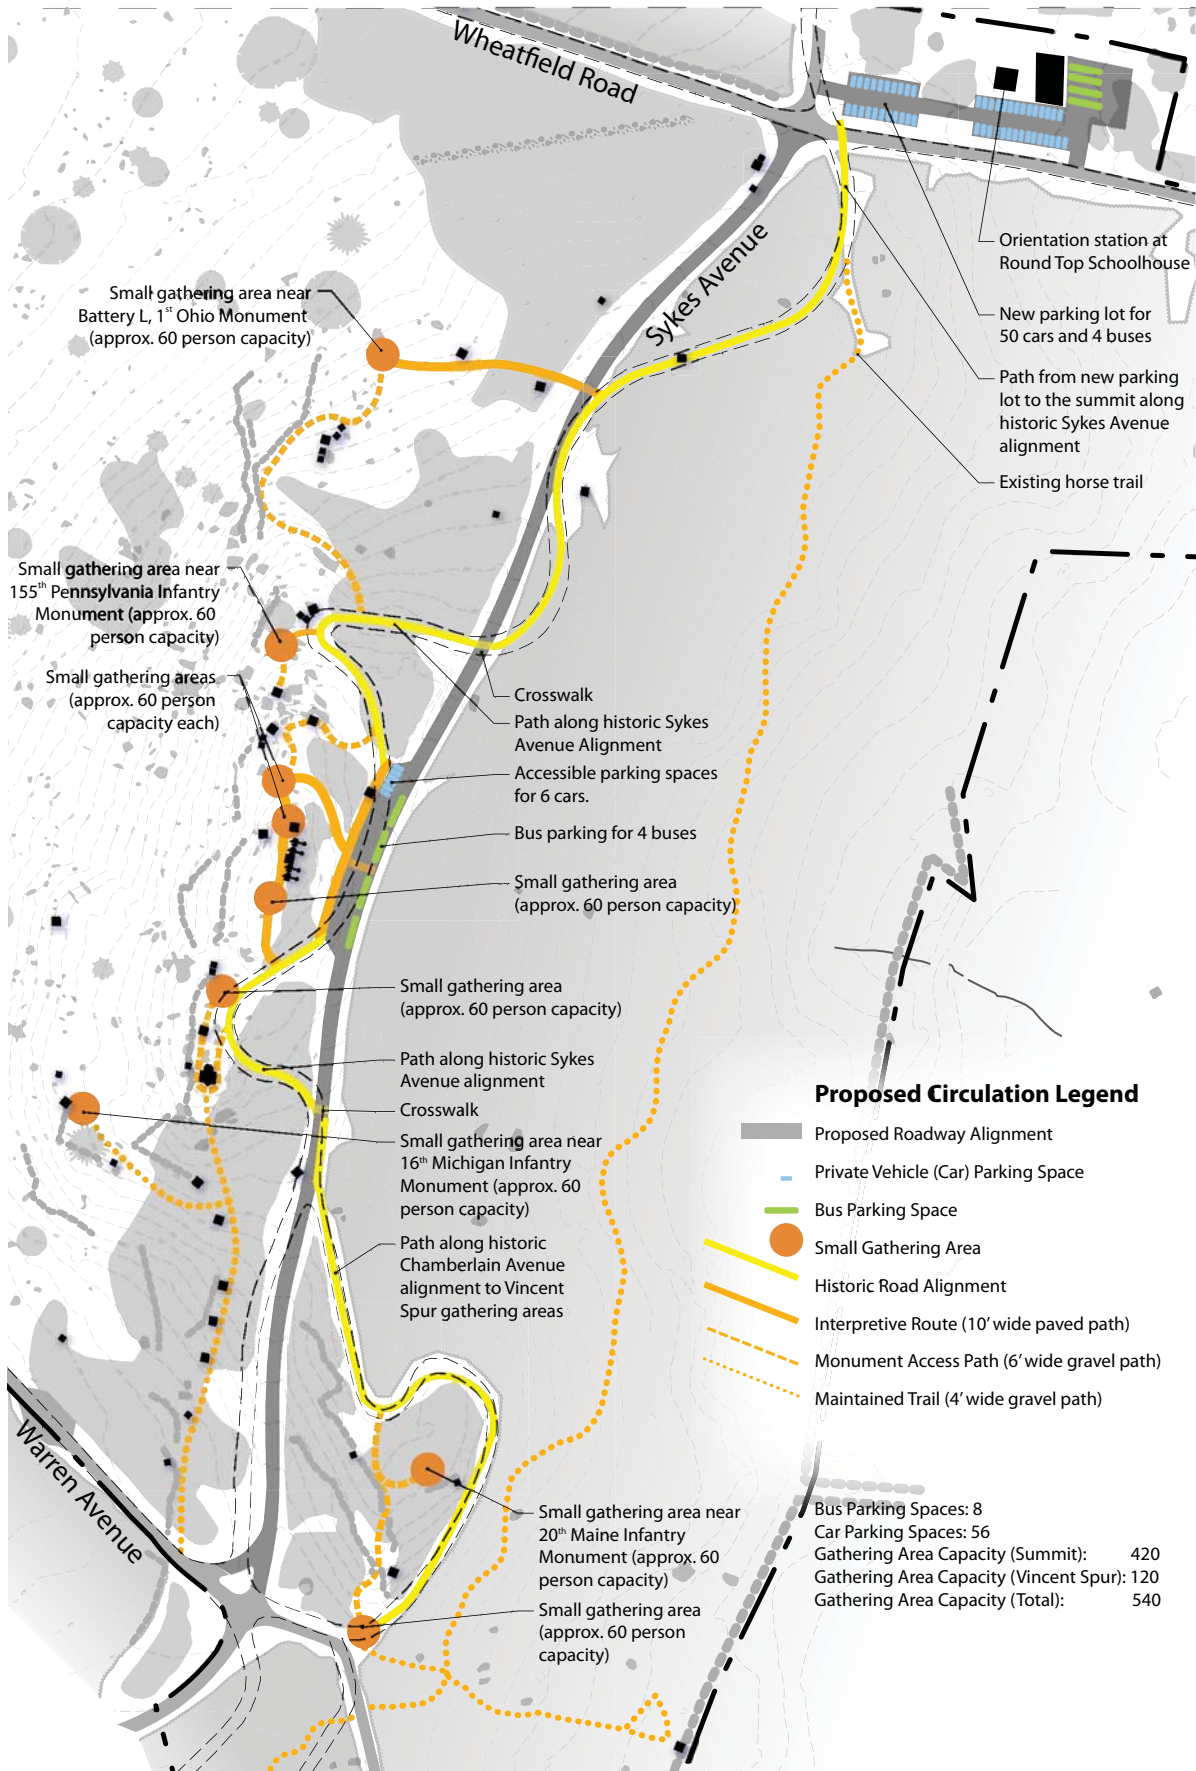 Wheatfield Road
Sykes Avenue
Orientation station at
Round Top Schoolhouse
New parking lot for
50 cars and 4 buses
Path from new parking
lot to the summit along
historic Sykes Avenue
alignment
Existing horse trail
Small gathering area near
Battery L, 1st Ohio Monument
(approx. 60 person capacity)
Small gathering area near
155th Pennsylvania Infantry
Monument (approx. 60
person capacity)
Small gathering areas
(approx. 60 person
capacity each)
Crosswalk
Path along historic Sykes
Avenue Alignment
Accessible parking spaces
for 6 cars.
Bus parking for 4 buses
Small gathering area
(approx. 60 person capacity)
Small gathering area
(approx. 60 person capacity)
Path along historic Sykes
Avenue alignment
Crosswalk
Small gathering area near
16th Michigan Infantry
Monument (approx. 60
person capacity)
Path along historic
Chamberlain Avenue
alignment to Vincent
Spur gathering areas
Warren Avenue
Small gathering area near
20th Maine Infantry
Monument (approx. 60
person capacity)
Small gathering area
(approx. 60 person
capacity)
Proposed Circulation Legend
Proposed Roadway Alignment
Private Vehicle (Car) Parking Space
Bus Parking Space
Small Gathering Area
Historic Road Alignment
Interpretive Route (10' wide paved path)
Monument Access Path (6' wide gravel path)
Maintained Trail (4' wide gravel path)
Bus Parking Spaces: 8
Car Parking Spaces: 56
Gathering Area Capacity (Summit): 420
Gathering Area Capacity (Vincent Spur): 120
Gathering Area Capacity (Total): 540